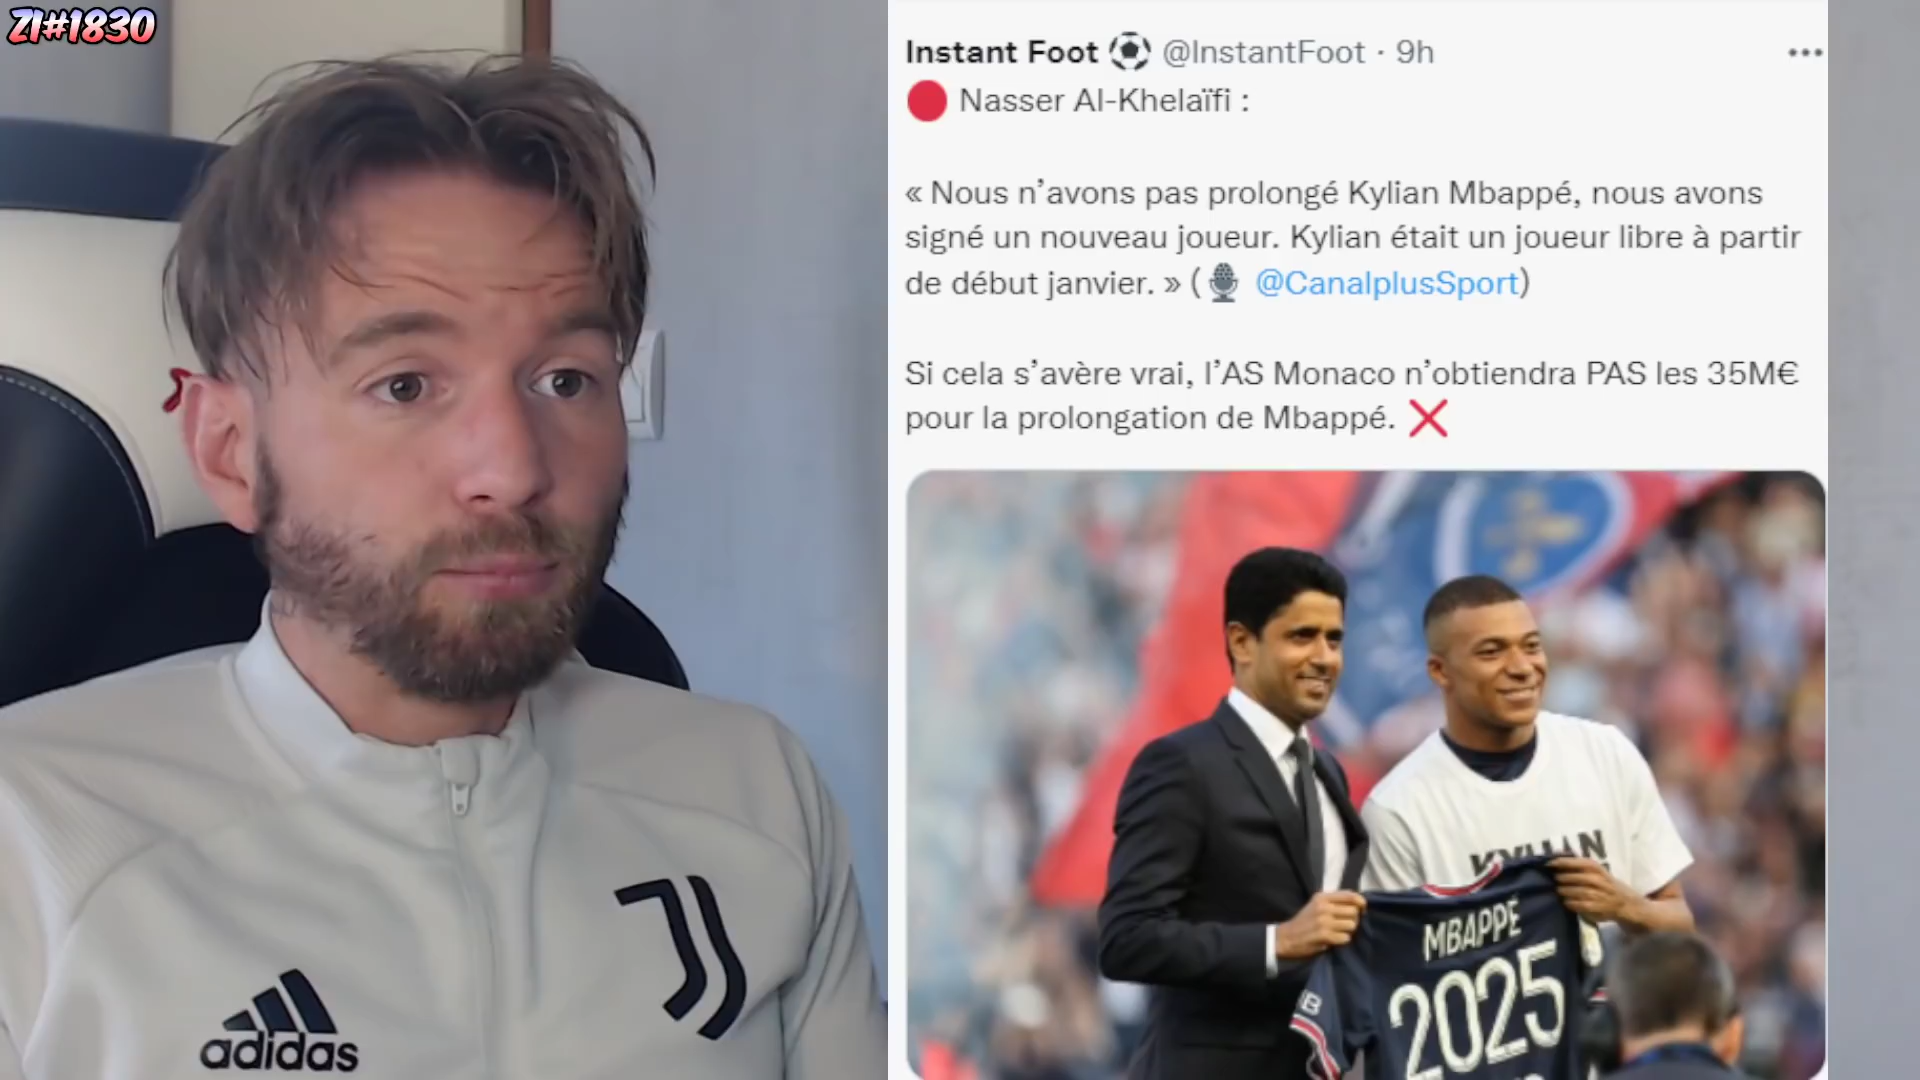 ZI#1830
Instant Foot @InstantFoot · 9h
Nasser Al-Khelaïfi :
« Nous n’avons pas prolongé Kylian Mbappé, nous avons
signé un nouveau joueur. Kylian était un joueur libre à partir
de début janvier. » ( @CanalplusSport)
Si cela s’avère vrai, l’AS Monaco n’obtiendra PAS les 35M€
pour la prolongation de Mbappé.
KYLIAN
MBAPPÉ
2025
adidas